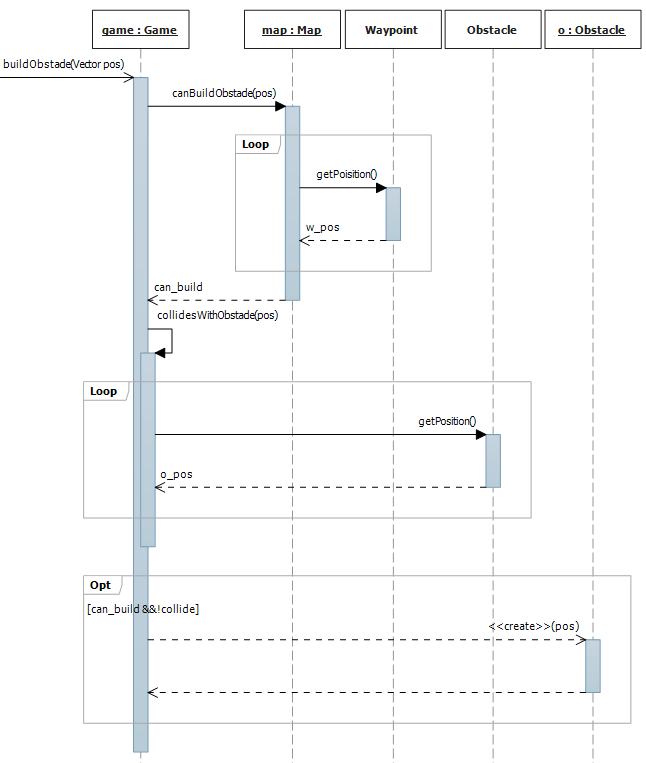 game : Game
map : Map
Waypoint
Obstacle
o : Obstacle
buildObstade(Vector pos)
canBuildObstade(pos)
Loop
getPoisition()
w_pos
can_build
collidesWithObstade(pos)
Loop
getPosition()
o_pos
Opt
[can_build &&!collide]
<<create>>(pos)